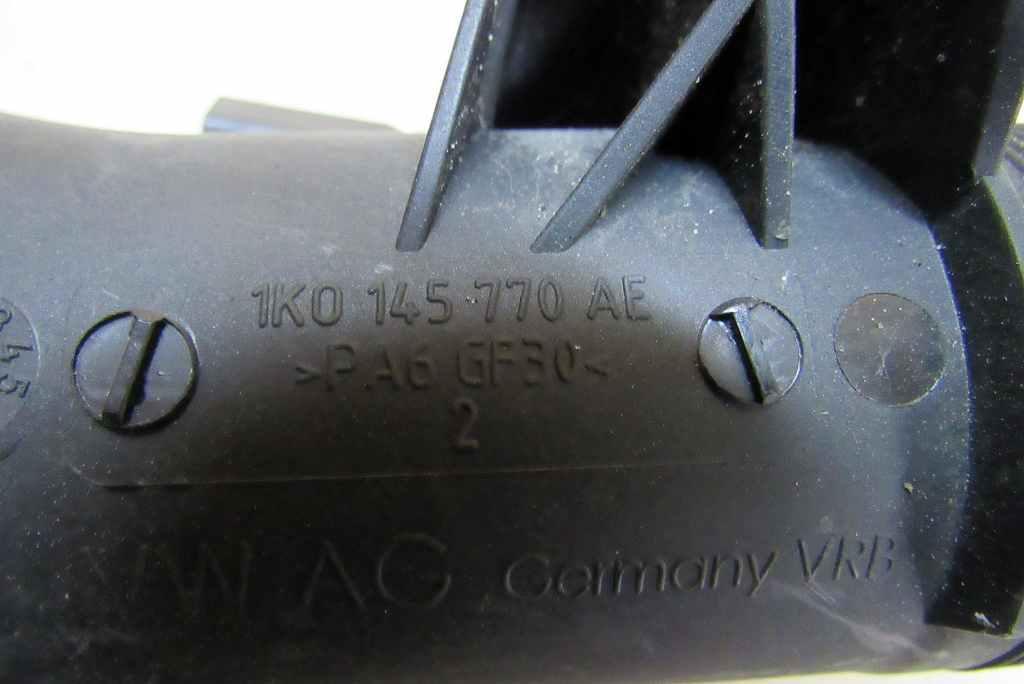 1K0 145 770 AE
>PA6 GF30<
2
VW AG Germany VRB